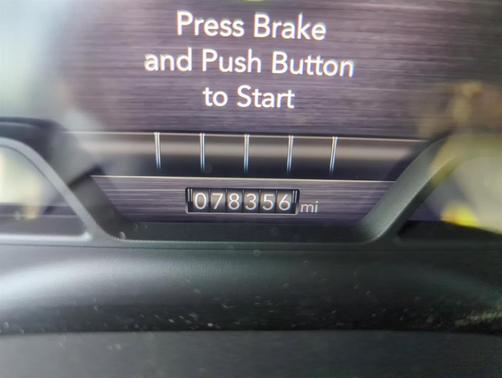 Press Brake
and Push Button
to Start
078356 mi